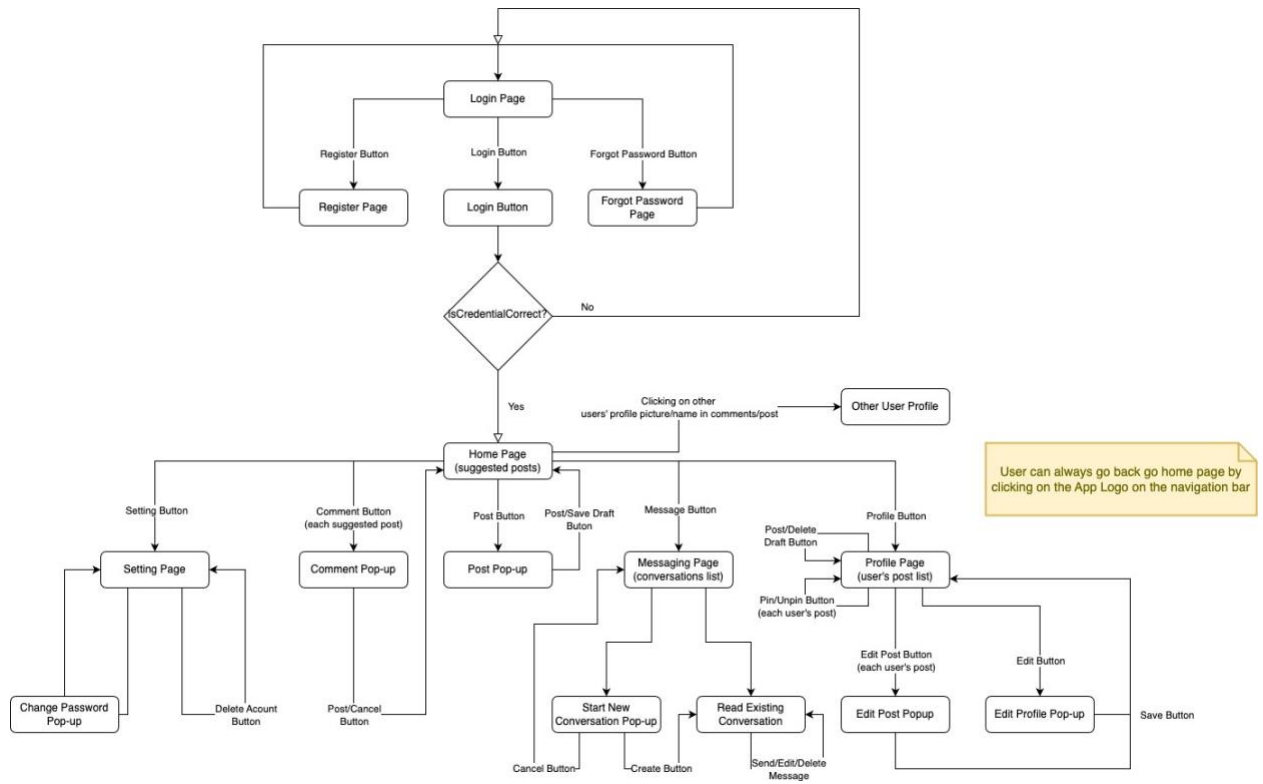 Login Page
Register Button
Login Button
Forgot Password Button
Register Page
Login Button
Forgot Password
Page
IsCredentialCorrect?
No
Yes
Clicking on other
users' profile picture/name in comments/post
Other User Profile
Home Page
(suggested posts)
User can always go back go home page by
clicking on the App Logo on the navigation bar
Setting Button
Comment Button
(each suggested post)
Post Button
Post/Save Draft
Buton
Message Button
Profile Button
Post/Delete
Draft Button
Setting Page
Comment Pop-up
Post Pop-up
Messaging Page
(conversations list)
Profile Page
(user's post list)
Pin/Unpin Button
(each user's post)
Edit Post Button
(each user's post)
Edit Button
Change Password
Pop-up
Delete Acount
Button
Post/Cancel
Button
Start New
Conversation Pop-up
Read Existing
Conversation
Edit Post Popup
Edit Profile Pop-up
Save Button
Cancel Button
Create Button
Send/Edit/Delete
Message